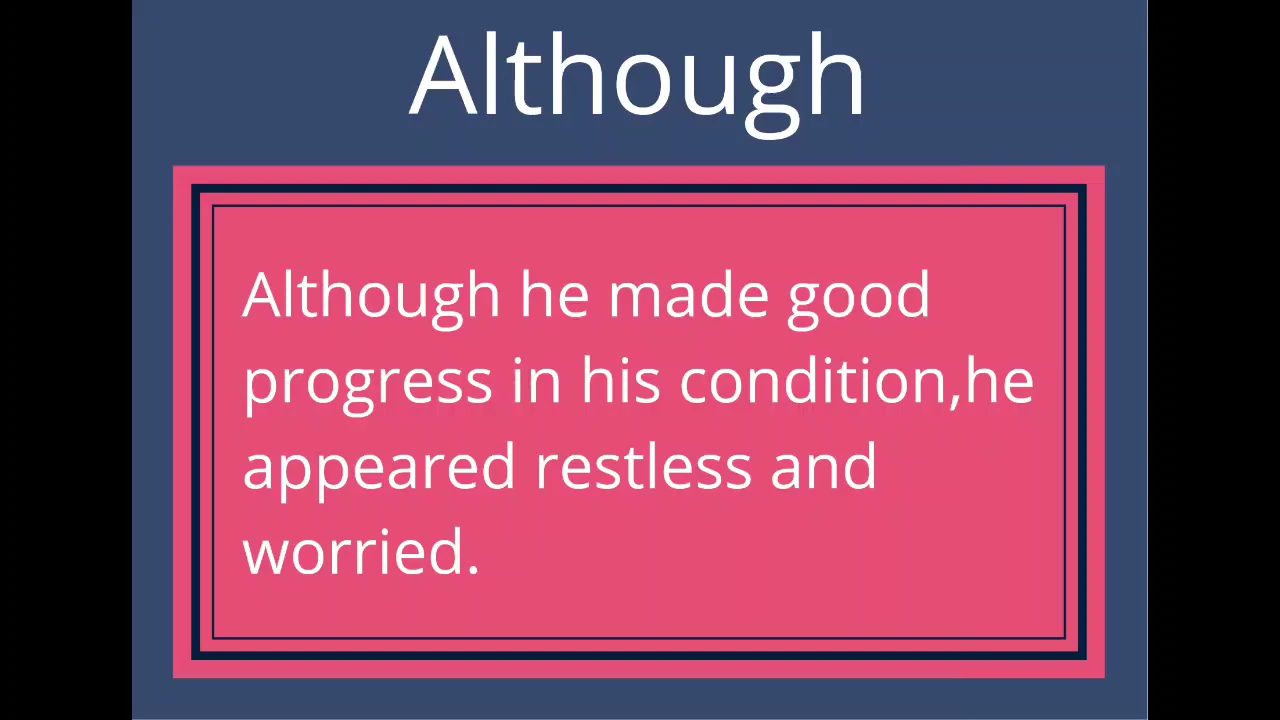 Although
Although he made good
progress in his condition,he
appeared restless and
worried.